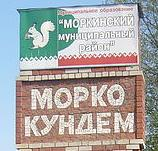 муниципальное образование
"МОРКИНСКИЙ
муниципальный
район"
МОРКО
КУНДЕМ